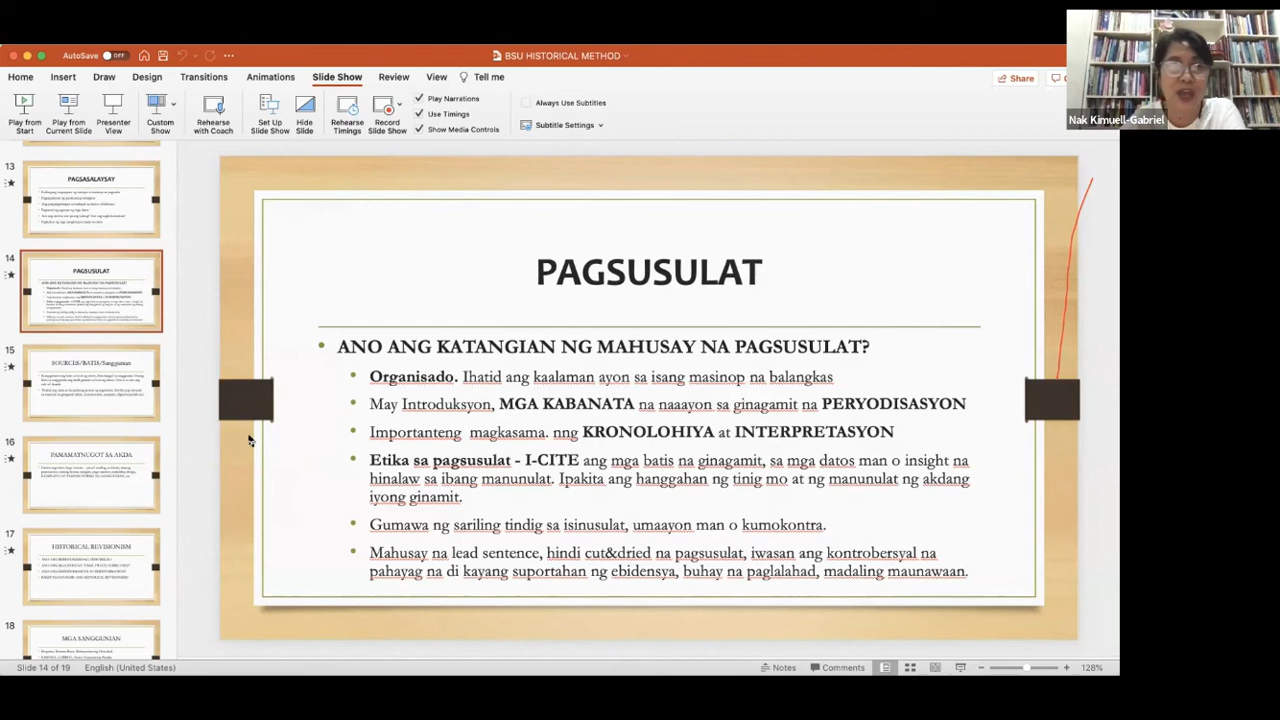 AutoSave OFF
BSU HISTORICAL METHOD
Home Insert Draw Design Transitions Animations Slide Show Review View Tell me
Share
Play from Start
Play from Current Slide
Presenter View
Custom Show
Rehearse with Coach
Set Up Slide Show
Hide Slide
Rehearse Timings
Record Slide Show
Play Narrations
Use Timings
Show Media Controls
Always Use Subtitles
Subtitle Settings
Nak Kimuell-Gabriel
13
PAGSASALAYSAY
14
PAGSUSULAT
15
SOURCES/BATIS/Sanggunian
16
PAMAMATNUGOT SA AKDA
17
HISTORICAL REVISIONISM
18
MGA SANGGUNIAN
PAGSUSULAT
ANO ANG KATANGIAN NG MAHUSAY NA PAGSUSULAT?
Organisado. Ihatid ang kaalaman ayon sa isang masinop na balangkas
May Introduksyon, MGA KABANATA na naaayon sa ginagamit na PERYODISASYON
Importanteng magkasama. nng KRONOLOHIYA at INTERPRETASYON
Etika sa pagsusulat - I-CITE ang mga batis na ginagamit, sa mga datos man o insight na
hinalaw sa ibang manunulat. Ipakita ang hanggahan ng tinig mo at ng manunulat ng akdang
iyong ginamit.
Gumawa ng sariling tindig sa isinusulat, umaayon man o kumokontra.
Mahusay na lead sentence, hindi cut&dried na pagsusulat, iwasan ang kontrobersyal na
pahayag na di kayang suportahan ng ebidensya, buhay na paglalahad, madaling maunawaan.
Slide 14 of 19 English (United States)
Notes Comments 128%